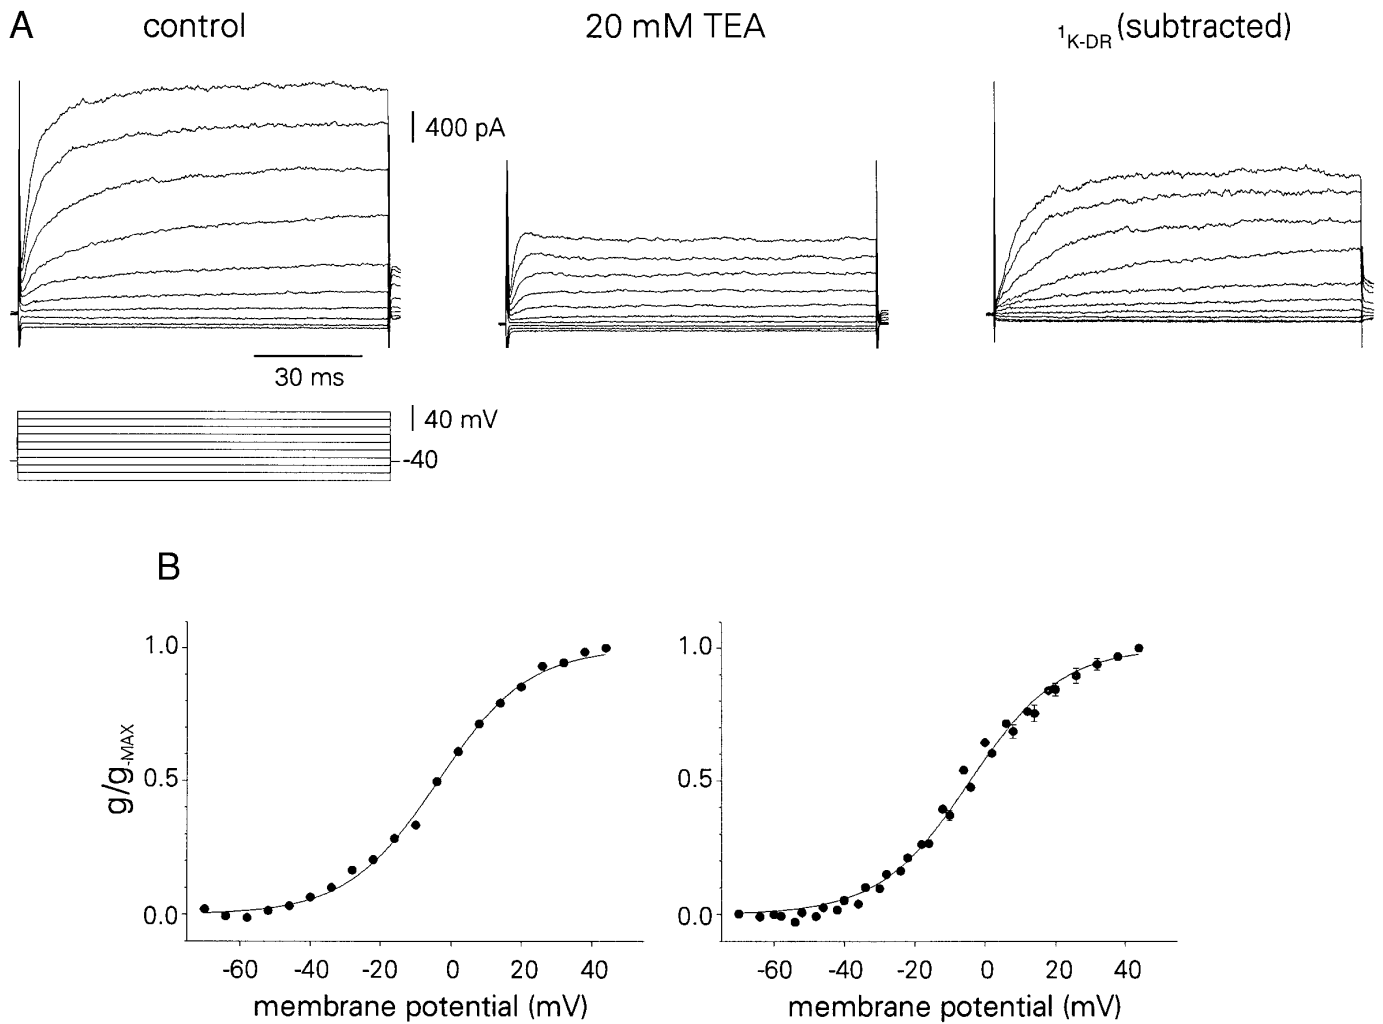 A
control
20 mM TEA
1K-DR (subtracted)
400 pA
30 ms
40 mV
-40
B
1.0
0.5
0.0
g/g-MAX
-60 -40 -20 0 20 40
membrane potential (mV)
1.0
0.5
0.0
-60 -40 -20 0 20 40
membrane potential (mV)